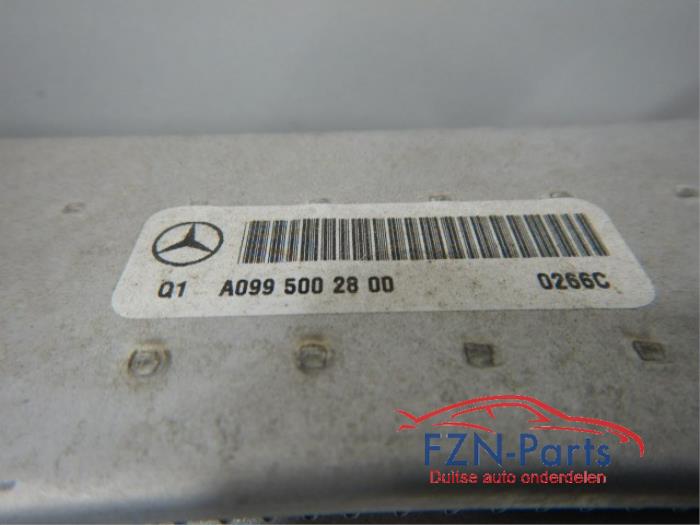 Q1 A099 500 28 00 0266C
FZN-Parts
Duitse auto onderdelen